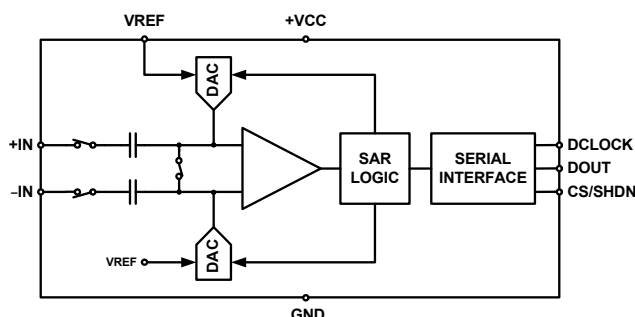 VREF
+VCC
DAC
+IN
SAR
LOGIC
SERIAL
INTERFACE
DCLOCK
DOUT
CS/SHDN
–IN
VREF
DAC
GND